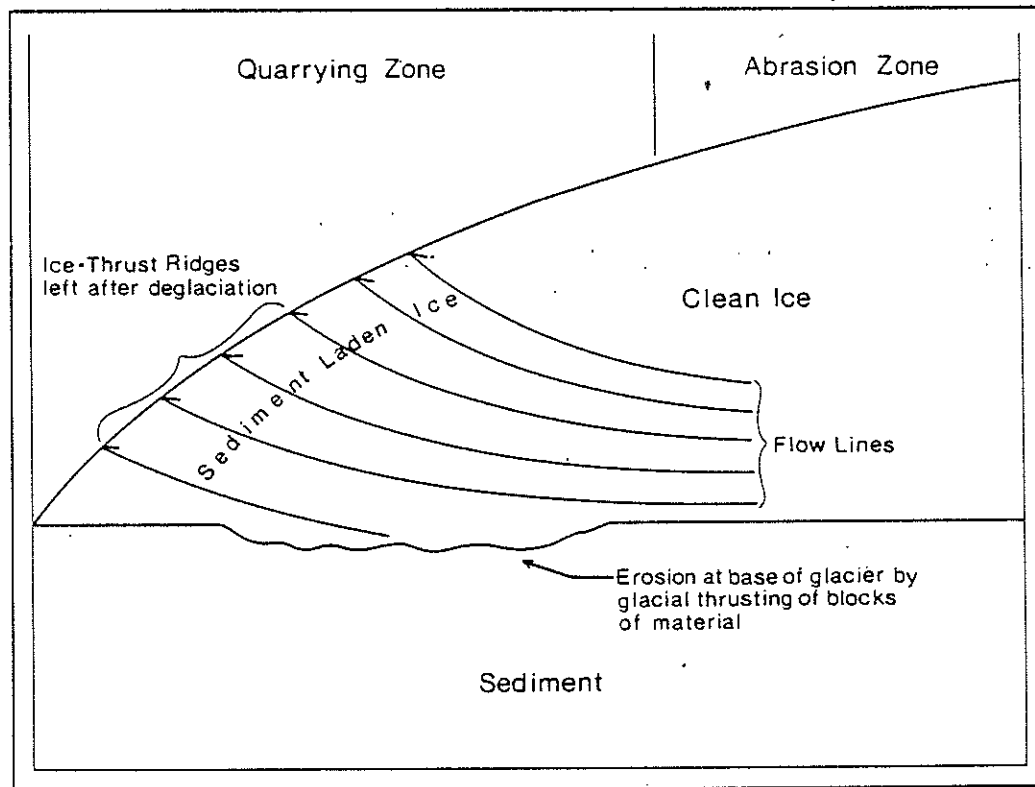 Quarrying Zone
Abrasion Zone
Ice-Thrust Ridges
left after deglaciation
Sediment Laden Ice
Clean Ice
Flow Lines
Erosion at base of glacier by
glacial thrusting of blocks
of material
Sediment